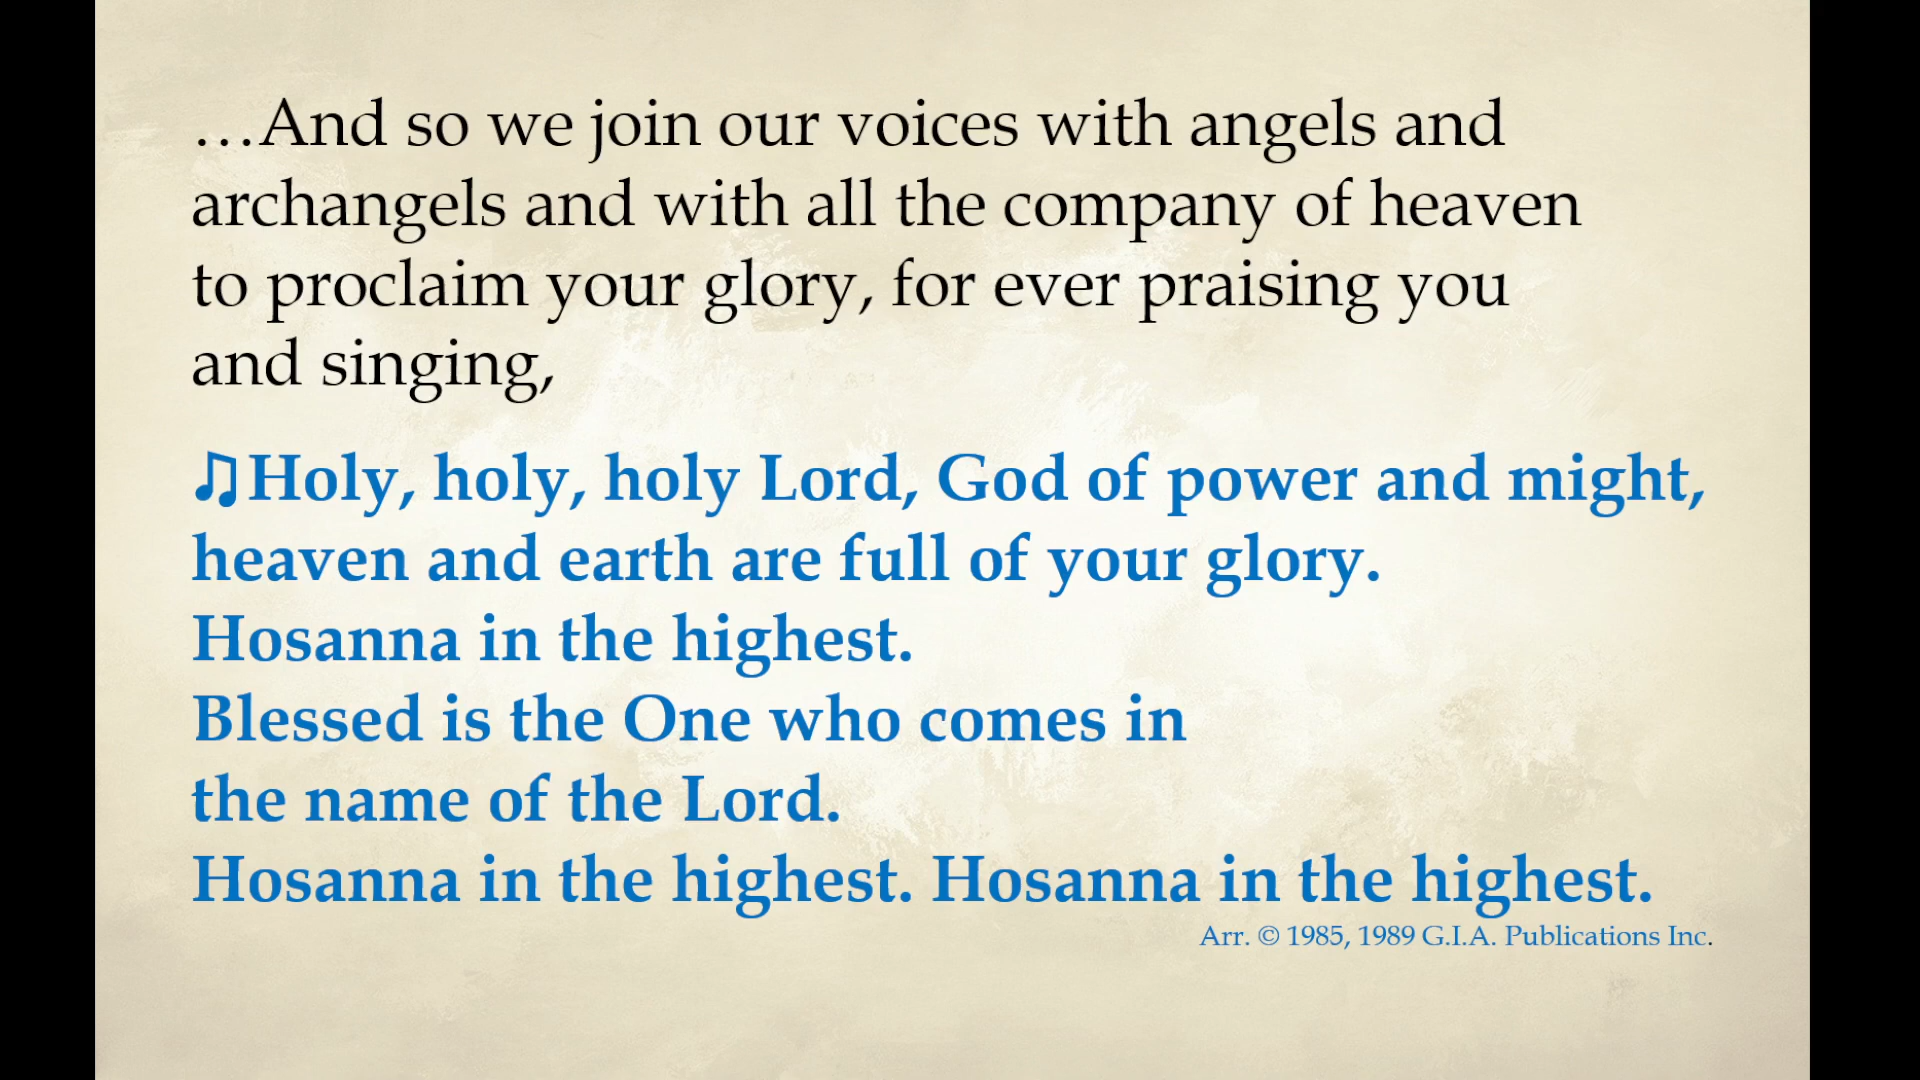 …And so we join our voices with angels and
archangels and with all the company of heaven
to proclaim your glory, for ever praising you
and singing,
♫Holy, holy, holy Lord, God of power and might,
heaven and earth are full of your glory.
Hosanna in the highest.
Blessed is the One who comes in
the name of the Lord.
Hosanna in the highest. Hosanna in the highest.
Arr. © 1985, 1989 G.I.A. Publications Inc.